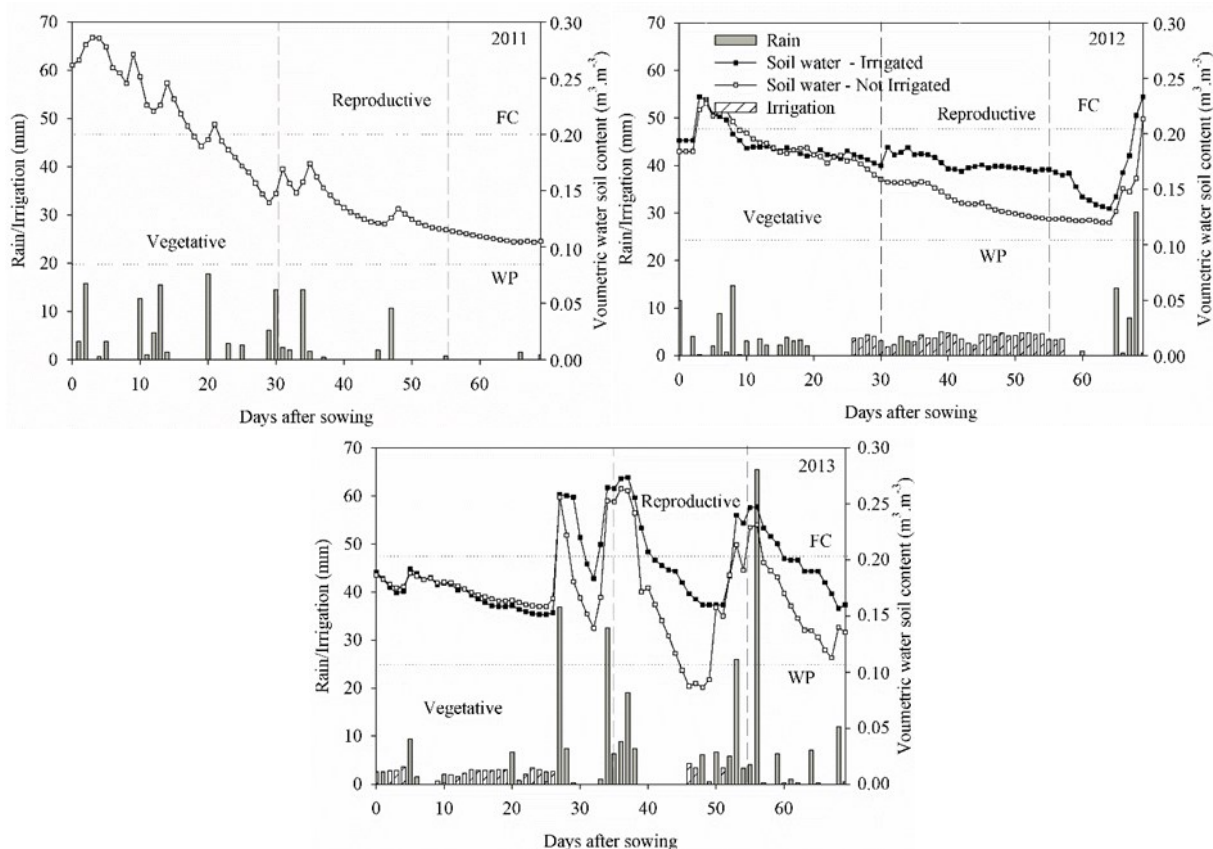 2011
70
60
50
40
30
20
10
0
0.30
0.25
0.20
0.15
0.10
0.05
0.00
Rain/Irrigation (mm)
Voumetric water soil content (m³.m⁻³)
Reproductive
FC
Vegetative
WP
0 10 20 30 40 50 60
Days after sowing
2012
Rain
Soil water - Irrigated
Soil water - Not Irrigated
Irrigation
70
60
50
40
30
20
10
0
0.30
0.25
0.20
0.15
0.10
0.05
0.00
Rain/Irrigation (mm)
Voumetric water soil content (m³.m⁻³)
Reproductive
FC
Vegetative
WP
0 10 20 30 40 50 60
Days after sowing
2013
70
60
50
40
30
20
10
0
0.30
0.25
0.20
0.15
0.10
0.05
0.00
Rain/Irrigation (mm)
Voumetric water soil content (m³.m⁻³)
Reproductive
FC
WP
Vegetative
0 10 20 30 40 50 60
Days after sowing